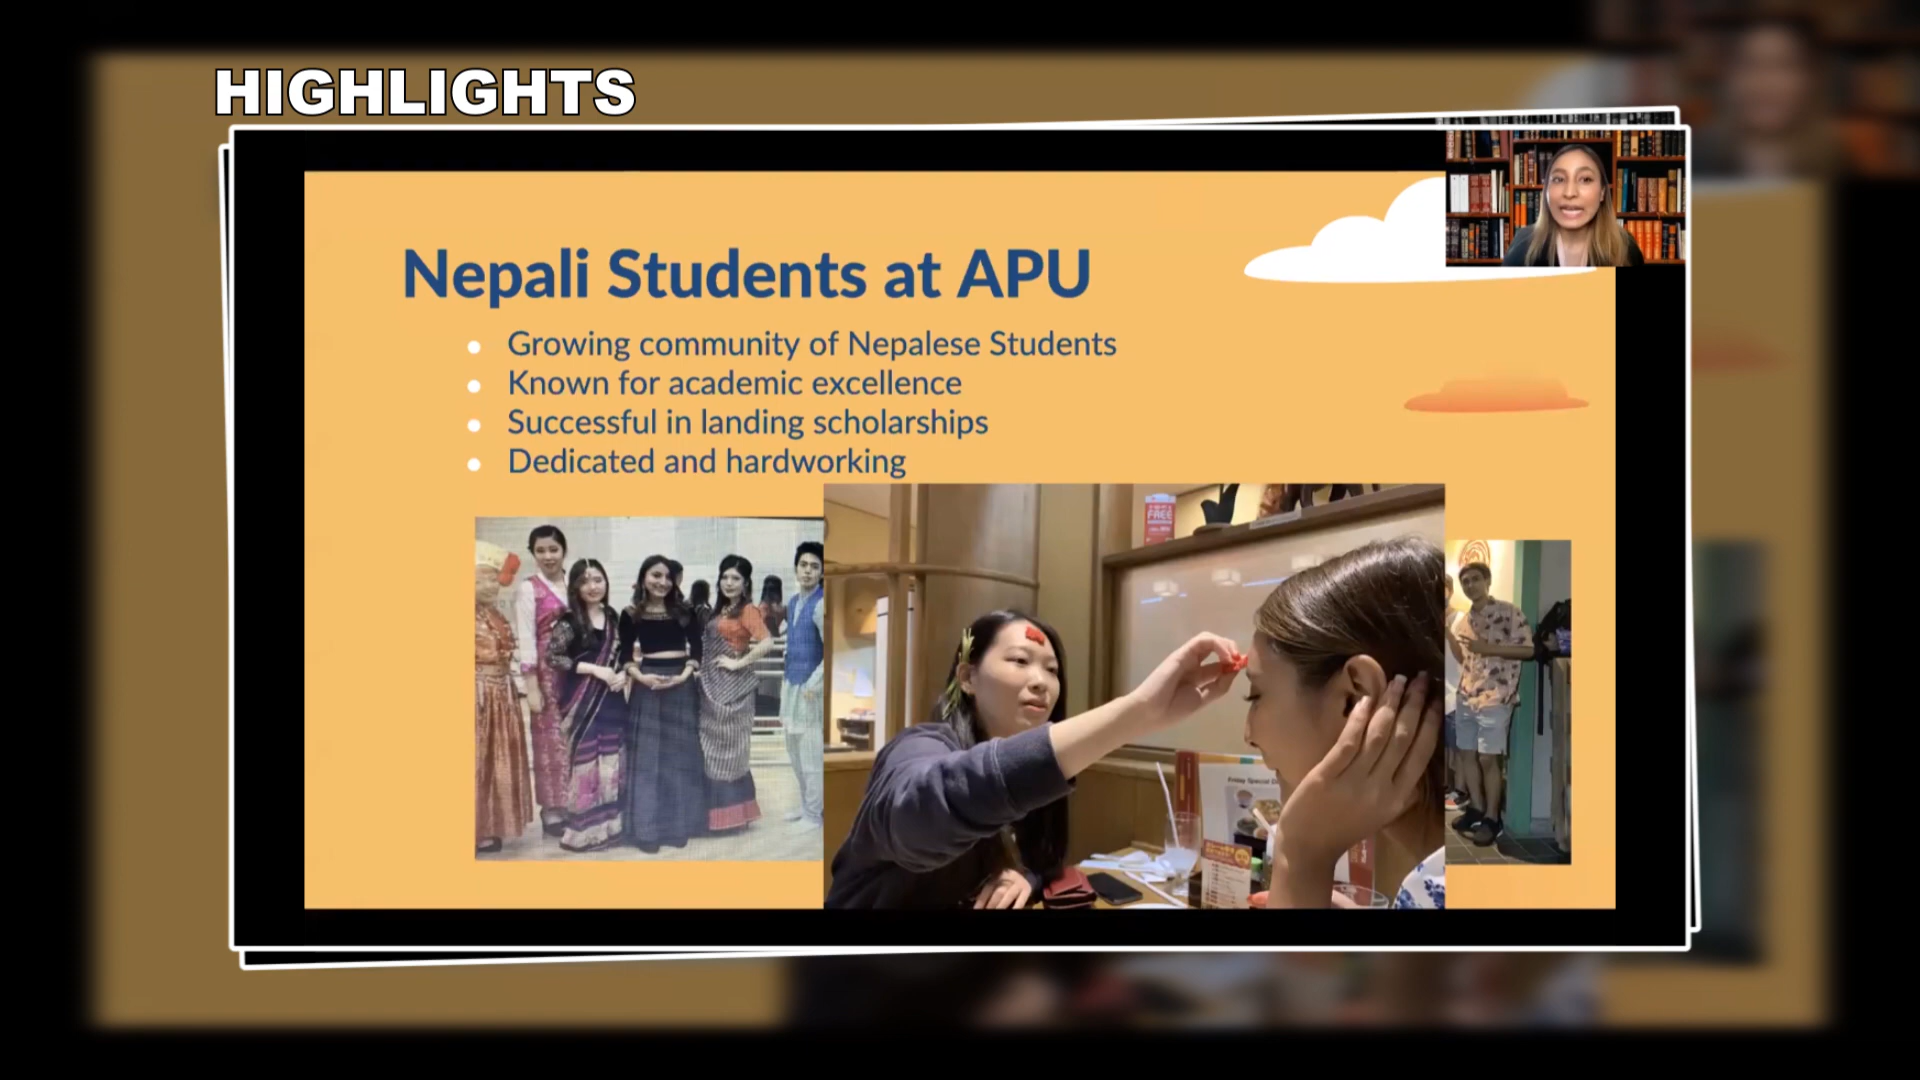 HIGHLIGHTS
Nepali Students at APU
Growing community of Nepalese Students
Known for academic excellence
Successful in landing scholarships
Dedicated and hardworking
FREE